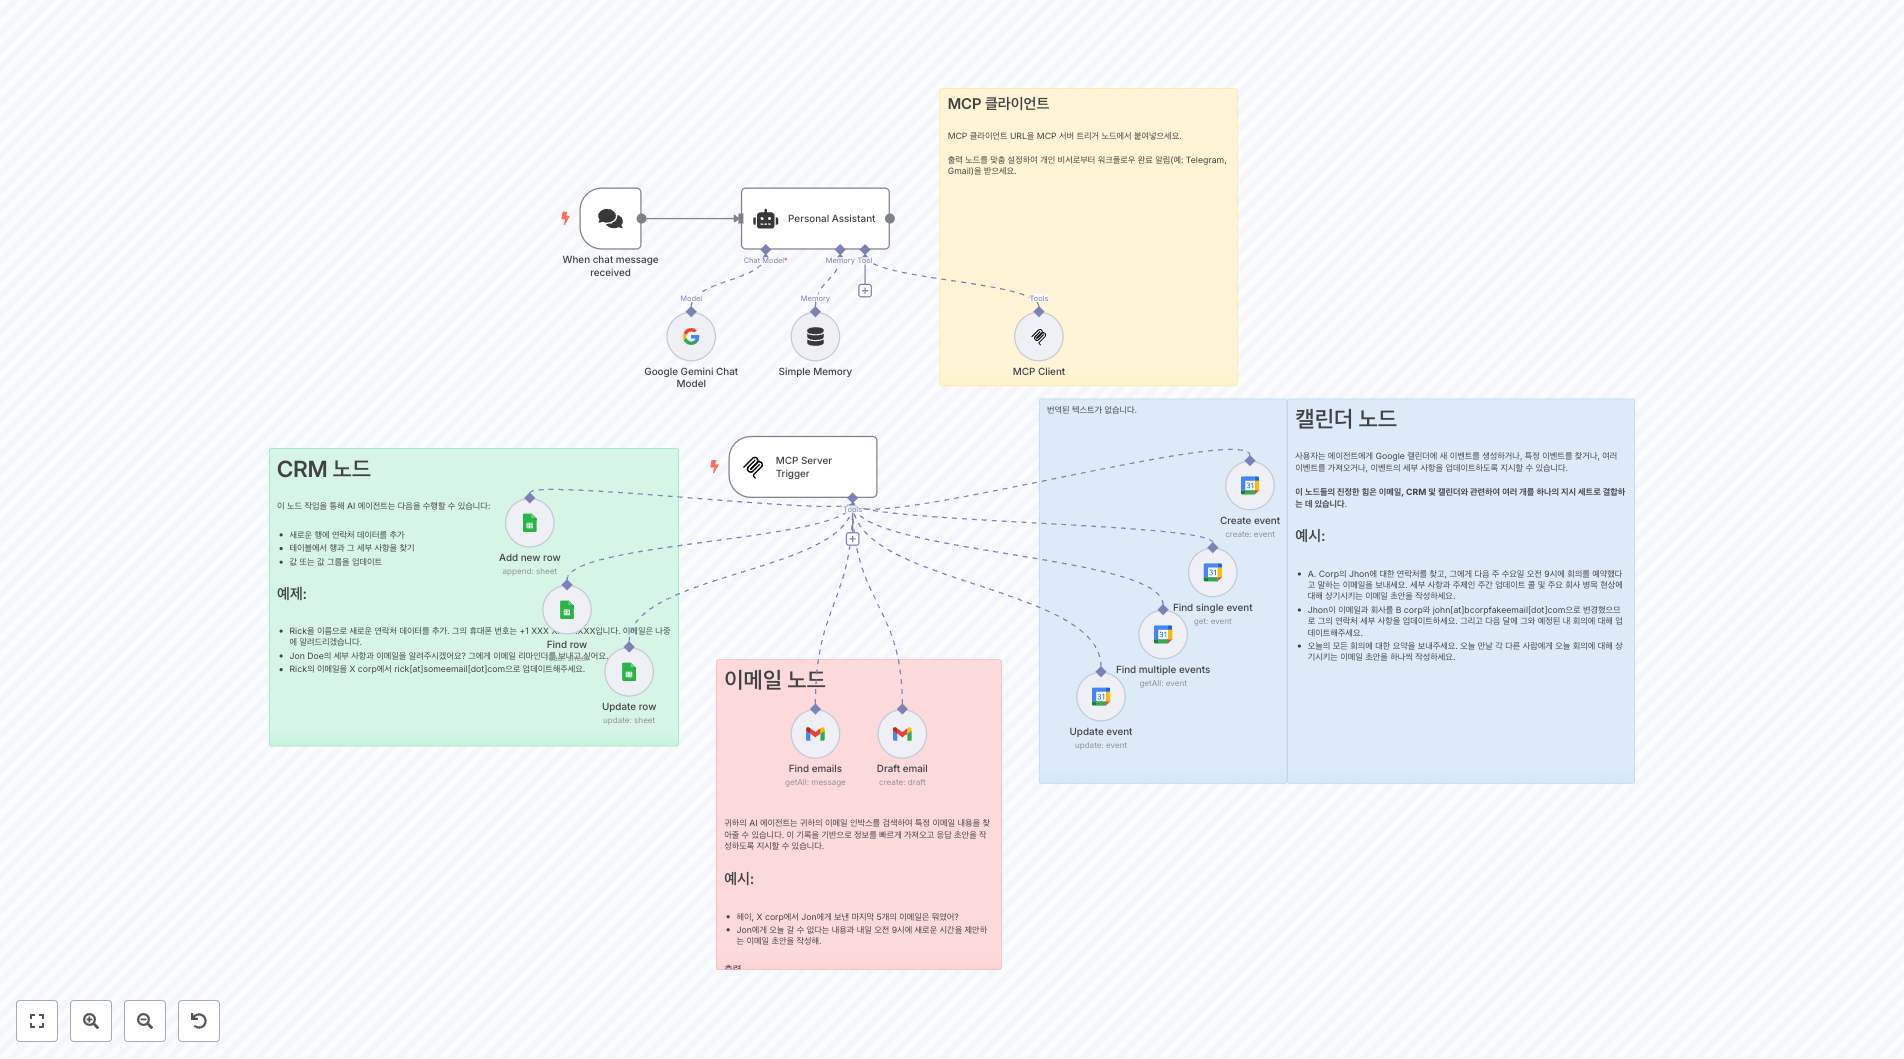 MCP 클라이언트
MCP 클라이언트 URL을 MCP 서버 트리거 노드에서 붙여넣으세요.
출력 노드를 맞춤 설정하여 개인 비서로부터 워크플로우 완료 알림(예: Telegram,
Gmail)을 받으세요.
Personal Assistant
When chat message
received
Chat Model*
Memory
Tool
Model
Memory
Tools
Google Gemini Chat
Model
Simple Memory
MCP Client
MCP Server
Trigger
Tools
CRM 노드
이 노드 작업을 통해 AI 에이전트는 다음을 수행할 수 있습니다:
• 새로운 행에 연락처 데이터를 추가
• 테이블에서 행과 그 세부 사항을 찾기
• 값 또는 값 그룹을 업데이트
예제:
• Rick을 이름으로 새로운 연락처 데이터를 추가. 그의 휴대폰 번호는 +1 XXX
에 알려드리겠습니다.
• Jon Doe의 세부 사항과 이메일을 알려주시겠어요? 그에게 이메일 리마인더를 보내고 싶어요.
• Rick의 이메일을 X corp에서 rick[at]someemail[dot]com으로 업데이트해주세요.
Add new row
append: sheet
Find row
Update row
update: sheet
이메일 노드
Find emails
getAll: message
Draft email
create: draft
귀하의 AI 에이전트는 귀하의 이메일 인박스를 검색하여 특정 이메일 내용을 찾
아줄 수 있습니다. 이 기록을 기반으로 정보를 빠르게 가져오고 응답 초안을 작
성하도록 지시할 수 있습니다.
예시:
• 헤이, X corp에서 Jon에게 보낸 마지막 5개의 이메일은 뭐였어?
• Jon에게 오늘 갈 수 없다는 내용과 내일 오전 9시에 새로운 시간을 제안하
는 이메일 초안을 작성해.
번역된 텍스트가 없습니다.
Create event
create: event
Find single event
get: event
Find multiple events
getAll: event
Update event
update: event
캘린더 노드
사용자는 에이전트에게 Google 캘린더에 새 이벤트를 생성하거나, 특정 이벤트를 찾거나, 여러
이벤트를 가져오거나, 이벤트의 세부 사항을 업데이트하도록 지시할 수 있습니다.
이 노드들의 진정한 힘은 이메일, CRM 및 캘린더와 관련하여 여러 개를 하나의 지시 세트로 결합하
는 데 있습니다.
예시:
• A. Corp의 Jhon에 대한 연락처를 찾고, 그에게 다음 주 수요일 오전 9시에 회의를 예약했다
고 말하는 이메일을 보내세요. 세부 사항과 주제인 주간 업데이트 콜 및 주요 회사 병목 현상에
대해 상기시키는 이메일 초안을 작성하세요.
• Jhon이 이메일과 회사를 B corp와 john[at]bcorpfakeemail[dot]com으로 변경했으므
로 그의 연락처 세부 사항을 업데이트하세요. 그리고 다음 달에 그와 예정된 내 회의에 대해 업
데이트해주세요.
• 오늘의 모든 회의에 대한 요약을 보내주세요. 오늘 만날 각 다른 사람에게 오늘 회의에 대해 상
기시키는 이메일 초안을 하나씩 작성하세요.